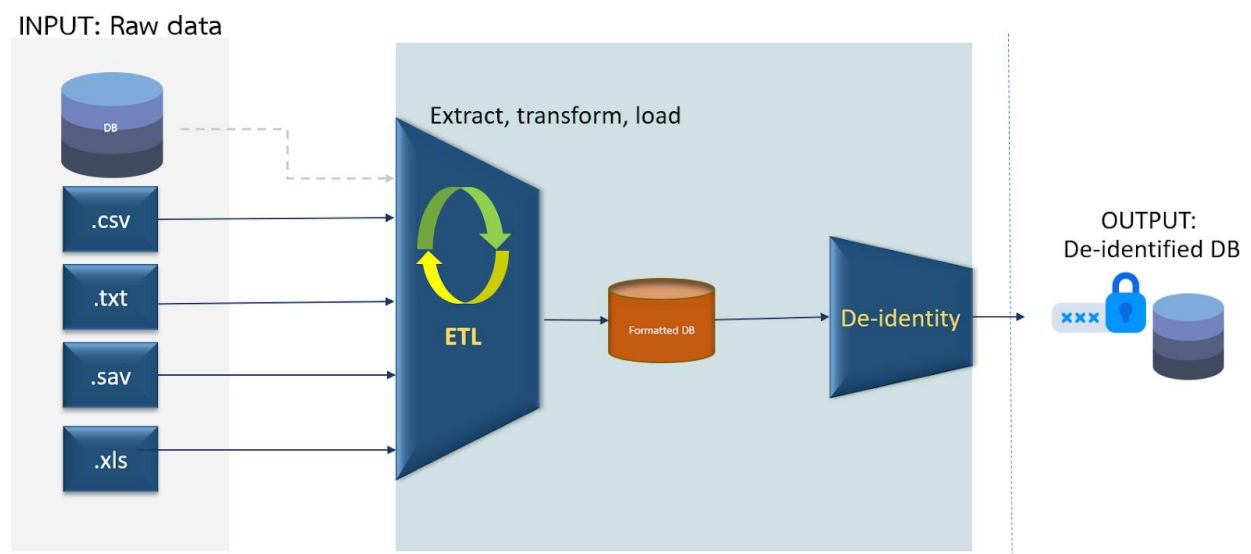 INPUT: Raw data
DB
.csv
.txt
.sav
.xls
Extract, transform, load
ETL
Formatted DB
De-identity
OUTPUT:
De-identified DB
xxx